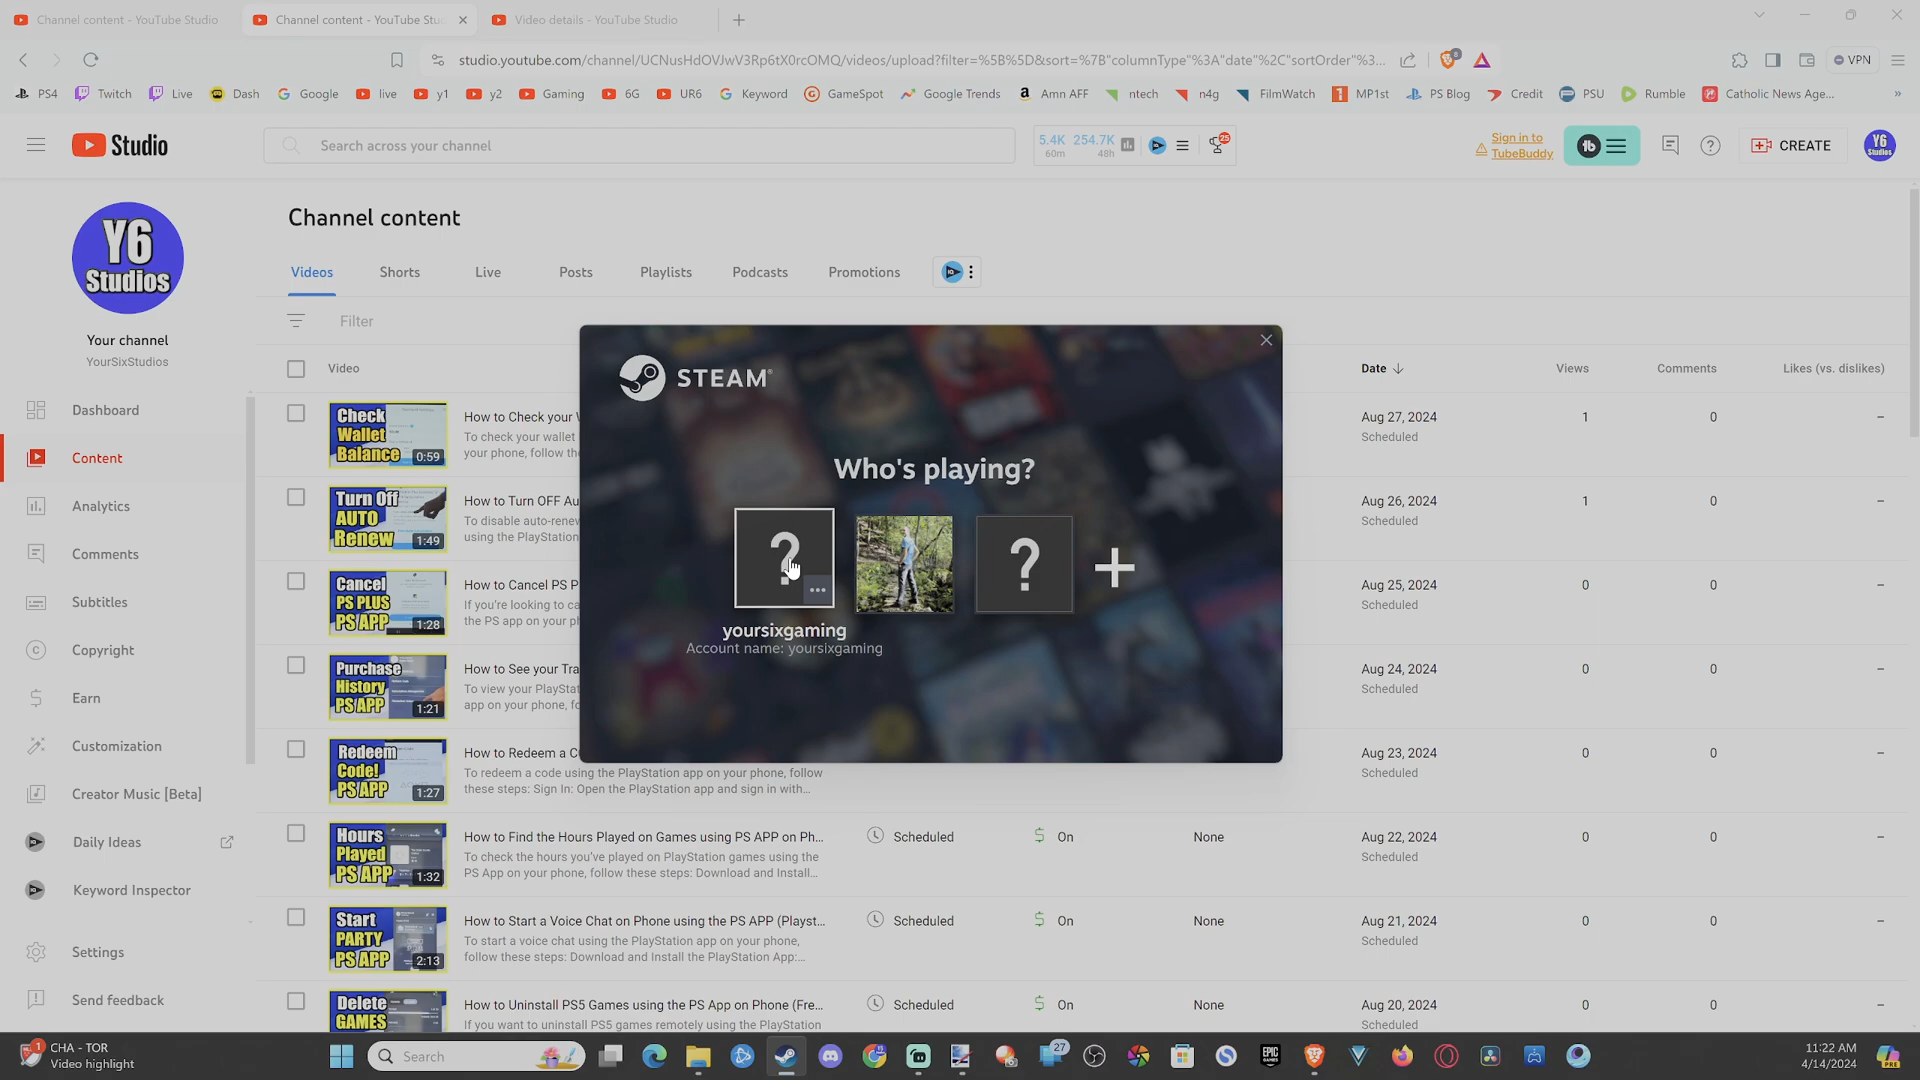 Channel content - YouTube Studio
Channel content - YouTube Stu
Video details - YouTube Studio
studio.youtube.com/channel/UCNusHdOVJwV3Rp6tX0rcOMQ/videos/upload?filter=%5B%5D&sort=%7B"columnType"%3A"date"%2C"sortOrder"%3...
8
VPN
PS4
Twitch
Live
Dash
Google
live
y1
y2
Gaming
6G
UR6
Keyword
GameSpot
Google Trends
Amn AFF
ntech
n4g
FilmWatch
MP1st
PS Blog
Credit
PSU
Rumble
Catholic News Age...
Studio
Search across your channel
5.4K 254.7K
60m 48h
25
Sign in to
TubeBuddy
tb
CREATE
Y6
Studios
Y6
Studios
Your channel
YourSixStudios
Dashboard
Content
Analytics
Comments
Subtitles
Copyright
Earn
Customization
Creator Music [Beta]
Daily Ideas
Keyword Inspector
Settings
Send feedback
Channel content
Videos
Shorts
Live
Posts
Playlists
Podcasts
Promotions
Filter
Video
Date
Views
Comments
Likes (vs. dislikes)
Check
Wallet
Balance
0:59
How to Check your
To check your wallet
your phone, follow th
Aug 27, 2024
Scheduled
1
0
–
Turn Off
AUTO
Renew
1:49
How to Turn OFF Au
To disable auto-renew
using the PlayStation
Aug 26, 2024
Scheduled
1
0
–
Cancel
PS PLUS
PS APP
1:28
How to Cancel PS P
If you're looking to ca
the PS app on your p
Aug 25, 2024
Scheduled
0
0
–
Purchase
History
PS APP
1:21
How to See your Tra
To view your PlayStat
app on your phone, f
Aug 24, 2024
Scheduled
0
0
–
Redeem
Code!
PS APP
1:27
How to Redeem a C
To redeem a code using the PlayStation app on your phone, follow
these steps: Sign In: Open the PlayStation app and sign in with...
Aug 23, 2024
Scheduled
0
0
–
Hours
Played
PS APP
1:32
How to Find the Hours Played on Games using PS APP on Ph...
To check the hours you've played on PlayStation games using the
PS App on your phone, follow these steps: Download and Install...
Scheduled
On
None
Aug 22, 2024
Scheduled
0
0
–
Start
PARTY
PS APP
2:13
How to Start a Voice Chat on Phone using the PS APP (Playst...
To start a voice chat using the PlayStation app on your phone,
follow these steps: Download and Install the PlayStation App:...
Scheduled
On
None
Aug 21, 2024
Scheduled
0
0
–
Delete
GAMES
How to Uninstall PS5 Games using the PS App on Phone (Fre...
If you want to uninstall PS5 games remotely using the PlayStation
Scheduled
On
None
Aug 20, 2024
Scheduled
0
0
–
STEAM
Who's playing?
?
?
yoursixgaming
Account name: yoursixgaming
1
CHA - TOR
Video highlight
Search
27
EPIC
GAMES
11:22 AM
4/14/2024
PRE